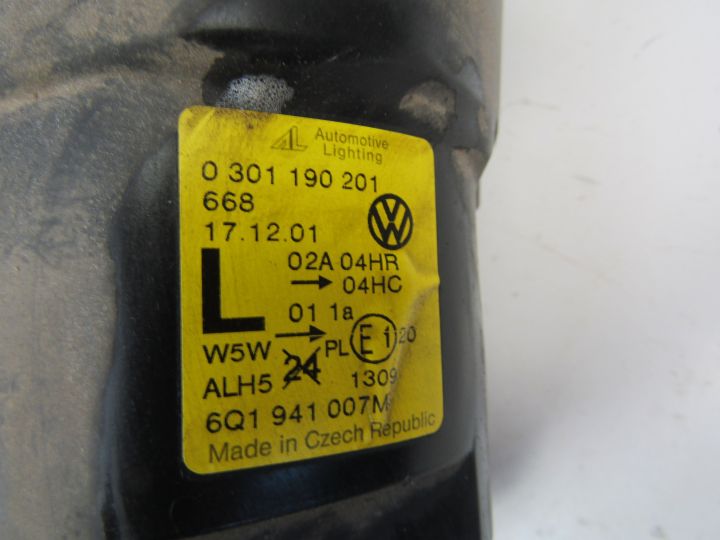 AL Automotive
Lighting
0 301 190 201
668
17.12.01
L
02A 04HR
→ 04HC
01 1a
W5W → PL E1 20
ALH5 24 1309
6Q1 941 007M
Made in Czech Republic